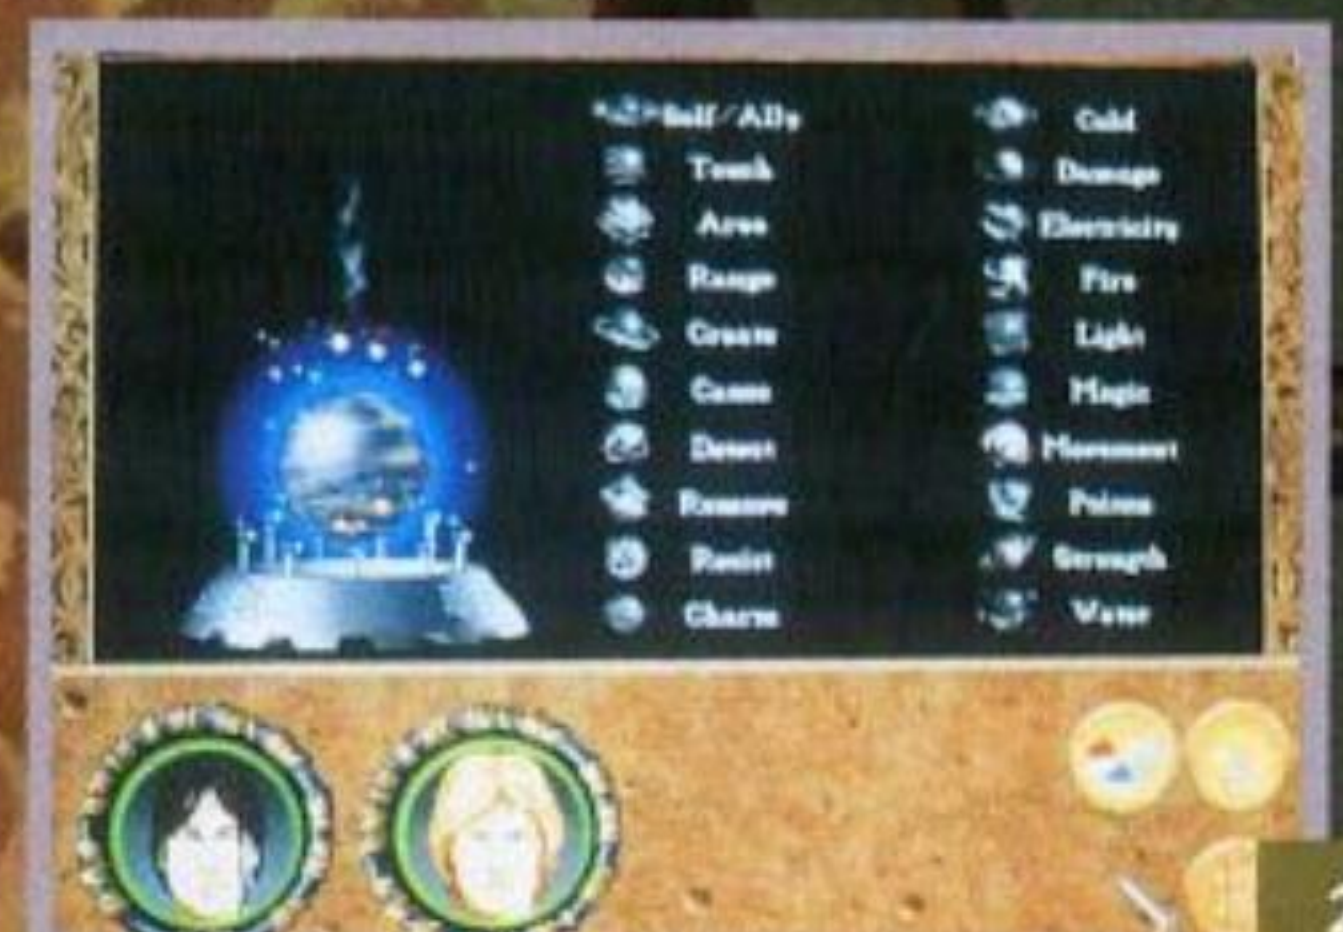 Self/Ally
Touch
Area
Range
Create
Cause
Detect
Remove
Resist
Charm
Cold
Damage
Electricity
Fire
Light
Magic
Movement
Poison
Strength
Water